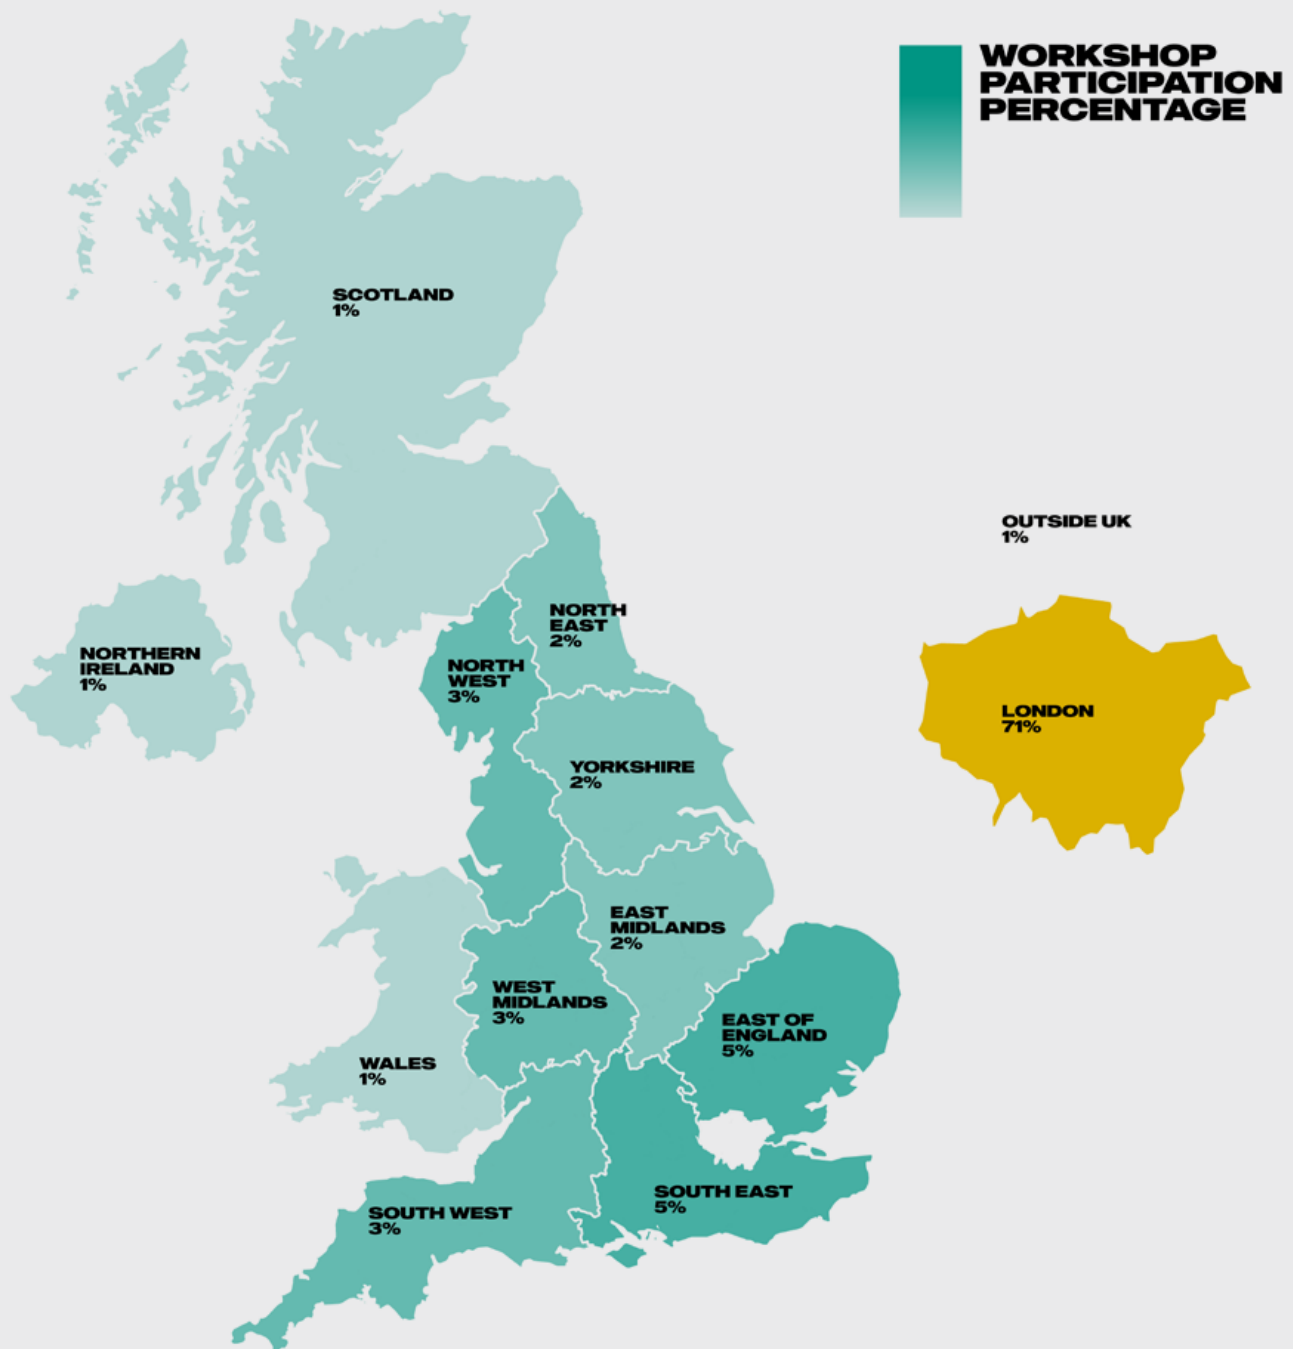 WORKSHOP
PARTICIPATION
PERCENTAGE
SCOTLAND
1%
OUTSIDE UK
1%
NORTHERN
IRELAND
1%
NORTH
EAST
2%
NORTH
WEST
3%
LONDON
71%
YORKSHIRE
2%
EAST
MIDLANDS
2%
WEST
MIDLANDS
3%
EAST OF
ENGLAND
5%
WALES
1%
SOUTH EAST
5%
SOUTH WEST
3%